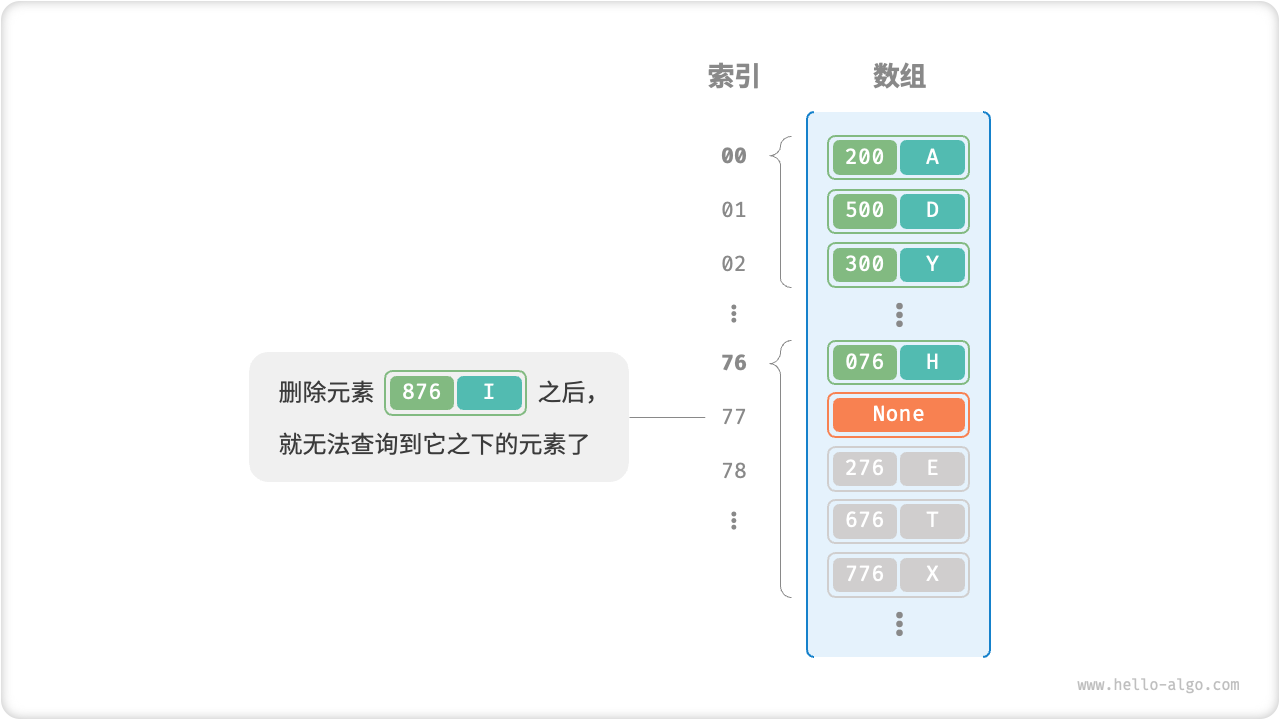 索引 数组
00 200 A
01 500 D
02 300 Y
76 076 H
删除元素 876 I 之后，
77 None
就无法查询到它之下的元素了
78 276 E
676 T
776 X
www.hello-algo.com